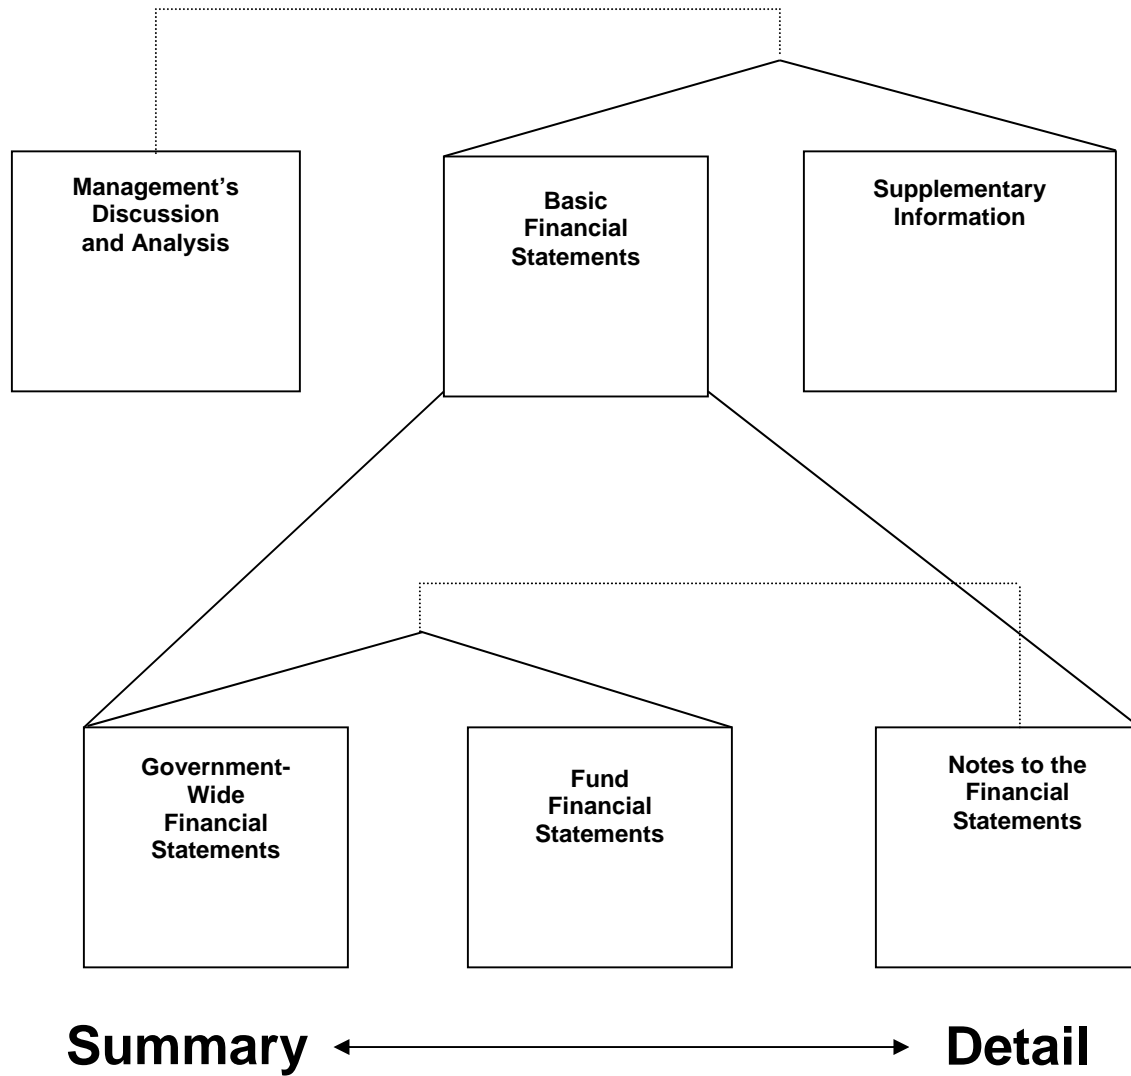 Management’s
Discussion
and Analysis
Basic
Financial
Statements
Supplementary
Information
Government-
Wide
Financial
Statements
Fund
Financial
Statements
Notes to the
Financial
Statements
Summary
Detail